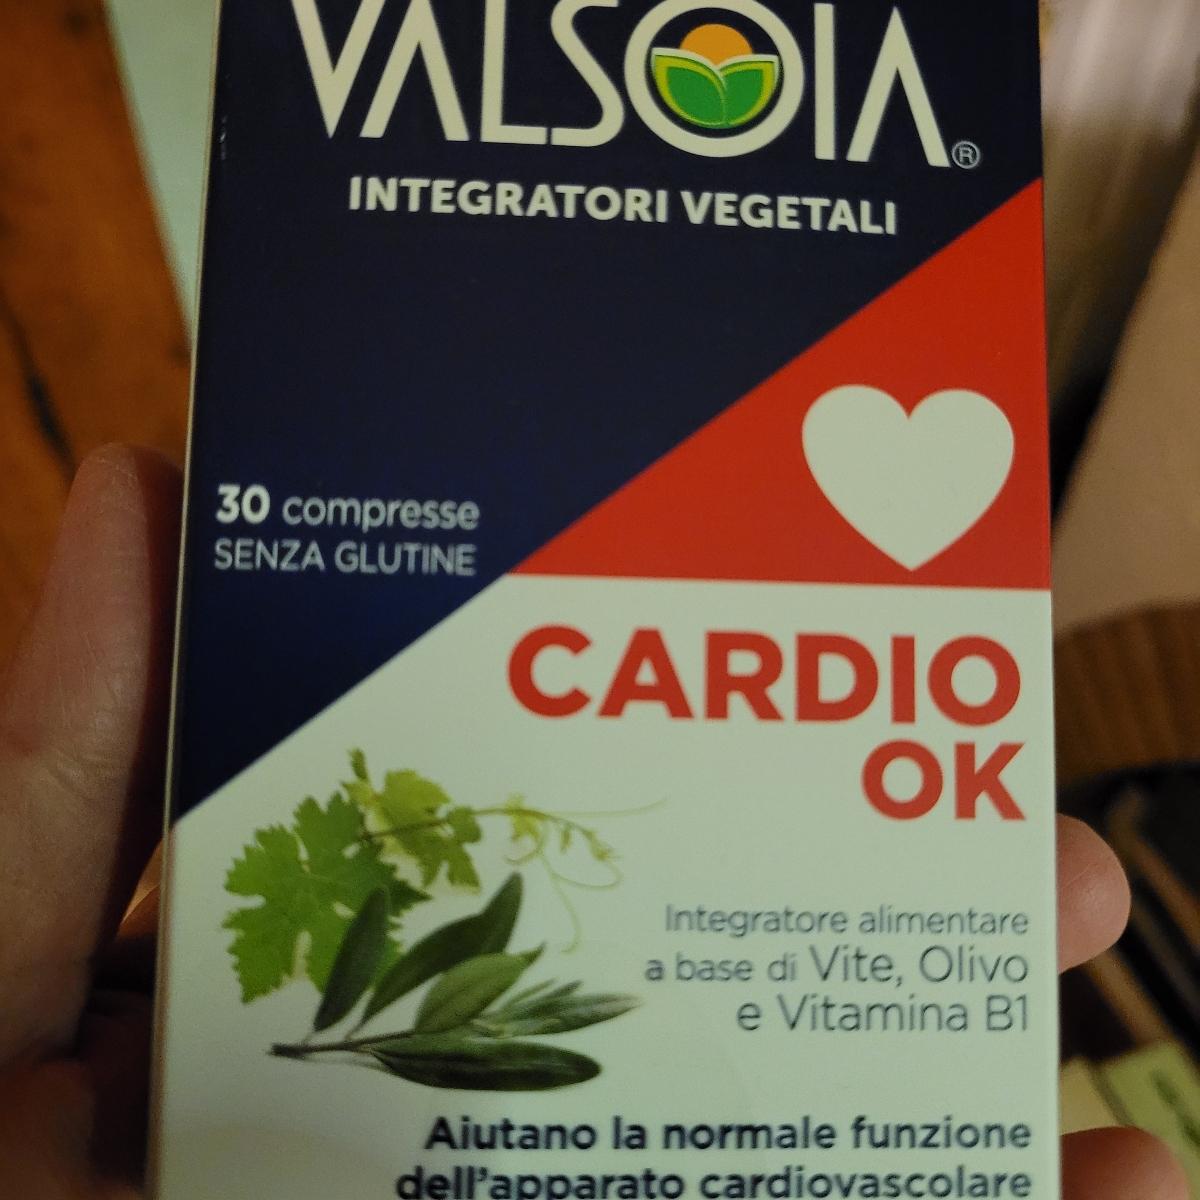 VALSOIA®
INTEGRATORI VEGETALI
30 compresse
SENZA GLUTINE
CARDIO
OK
Integratore alimentare
a base di Vite, Olivo
e Vitamina B1
Aiutano la normale funzione
dell'apparato cardiovascolare